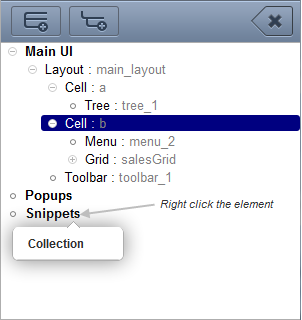 Main UI
Layout : main_layout
Cell : a
Tree : tree_1
Cell : b
Menu : menu_2
Grid : salesGrid
Toolbar : toolbar_1
Popups
Snippets
Right click the element
Collection